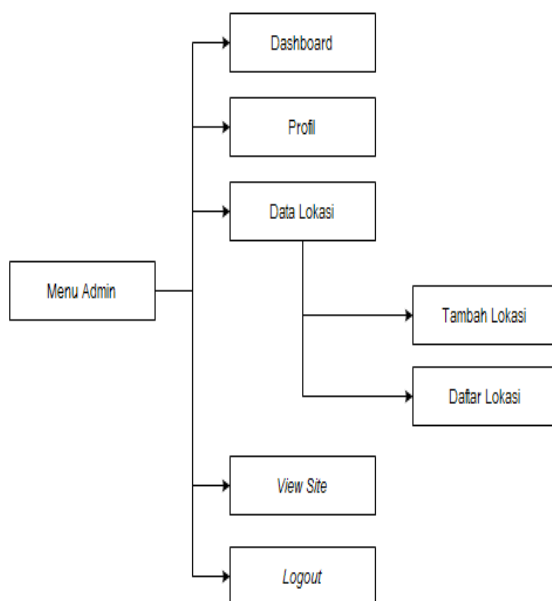 Dashboard
Profil
Data Lokasi
Menu Admin
Tambah Lokasi
Daftar Lokasi
View Site
Logout